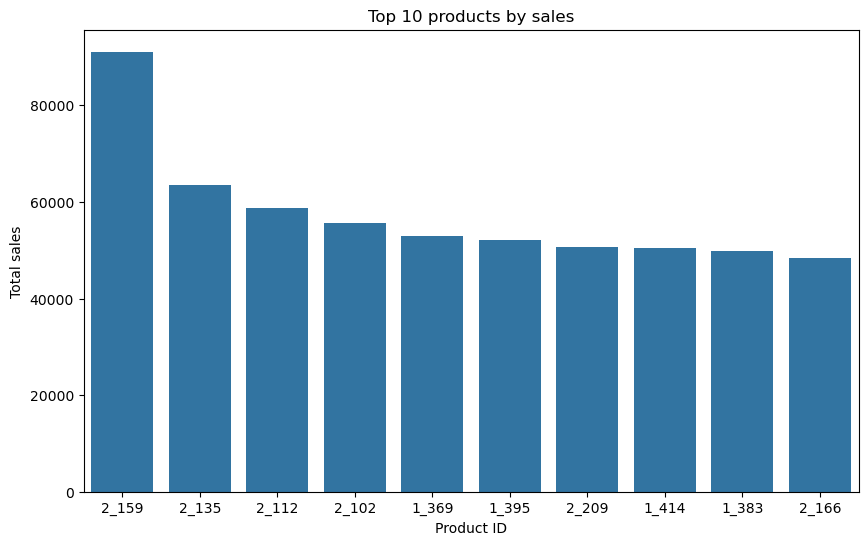 Top 10 products by sales
Total sales
80000
60000
40000
20000
0
2_159 2_135 2_112 2_102 1_369 1_395 2_209 1_414 1_383 2_166
Product ID